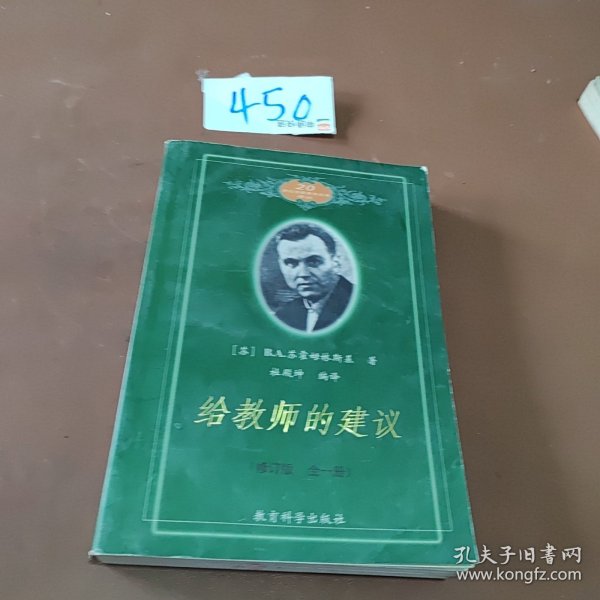 450
20
[苏] B.A.苏霍姆林斯基 著
杜殿坤 编译
给教师的建议
(修订版 全一册)
教育科学出版社
孔夫子旧书网
www.kongfz.com